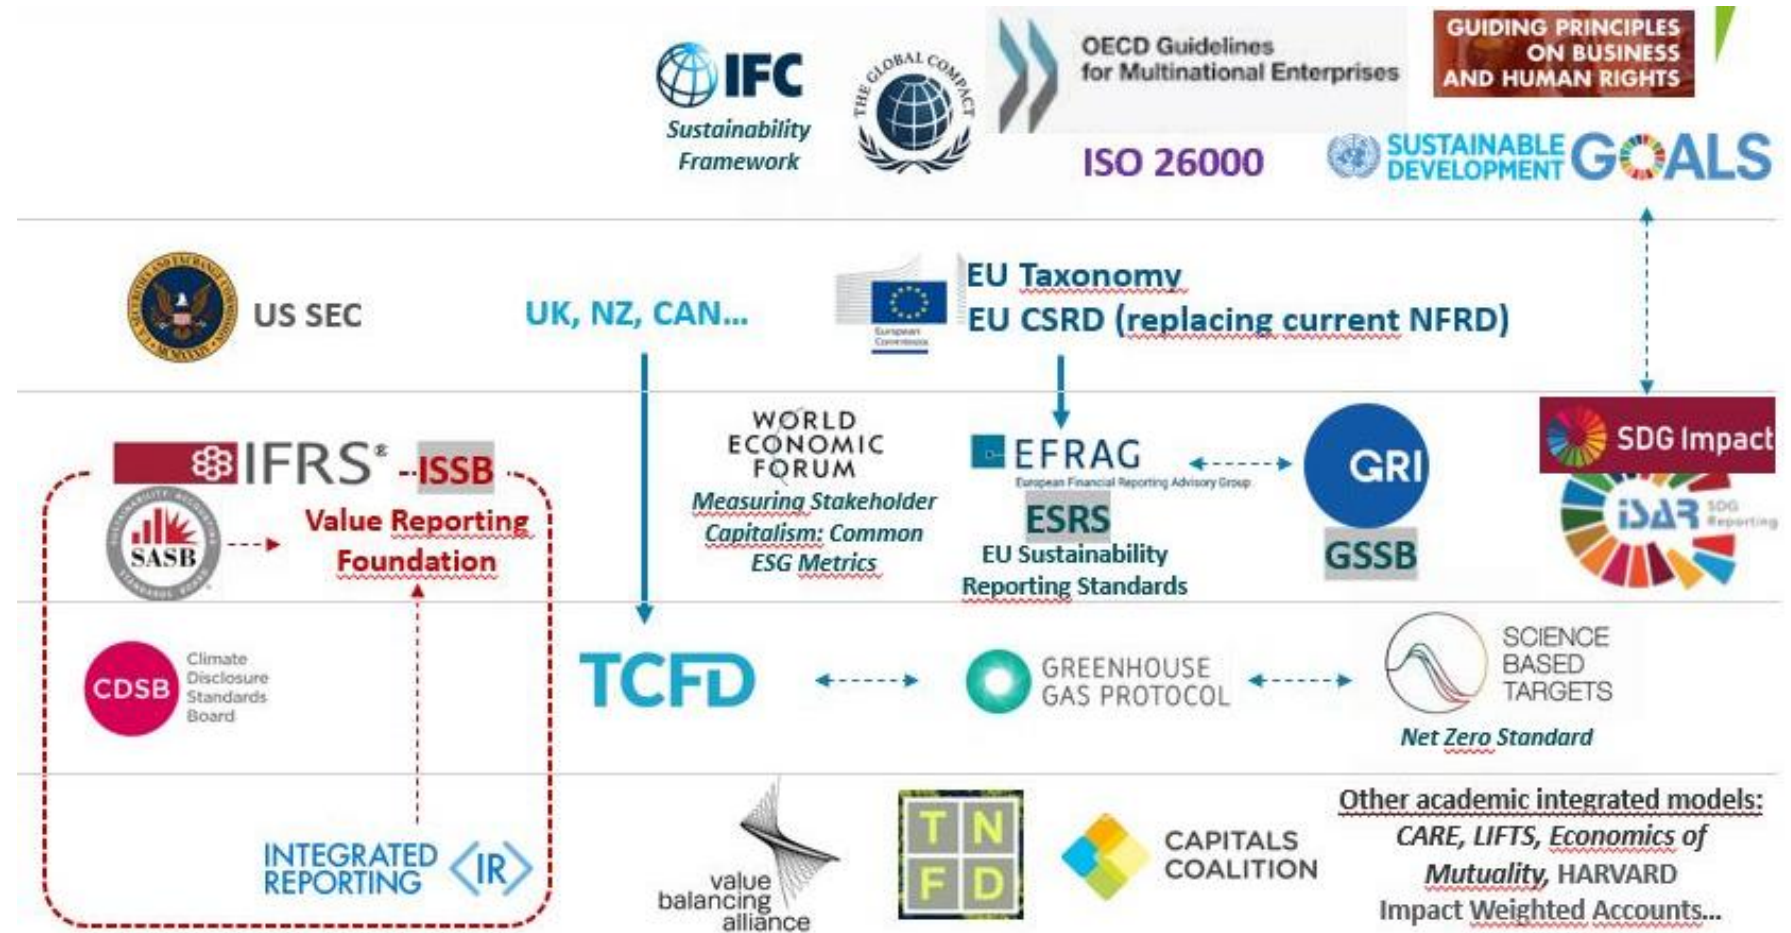 IFC
Sustainability
Framework
THE GLOBAL COMPACT
OECD Guidelines
for Multinational Enterprises
ISO 26000
GUIDING PRINCIPLES
ON BUSINESS
AND HUMAN RIGHTS
SUSTAINABLE
DEVELOPMENT
GOALS
US SEC
UK, NZ, CAN...
European
Commission
EU Taxonomy
EU CSRD (replacing current NFRD)
IFRS®
ISSB
SASB
Value Reporting
Foundation
WORLD
ECONOMIC
FORUM
Measuring Stakeholder
Capitalism: Common
ESG Metrics
EFRAG
European Financial Reporting Advisory Group
ESRS
EU Sustainability
Reporting Standards
GRI
GSSB
SDG Impact
iSAR
SDG
Reporting
CDSB
Climate
Disclosure
Standards
Board
TCFD
GREENHOUSE
GAS PROTOCOL
SCIENCE
BASED
TARGETS
Net Zero Standard
INTEGRATED
REPORTING
<IR>
value
balancing
alliance
T N
F D
CAPITALS
COALITION
Other academic integrated models:
CARE, LIFTS, Economics of
Mutuality, HARVARD
Impact Weighted Accounts...